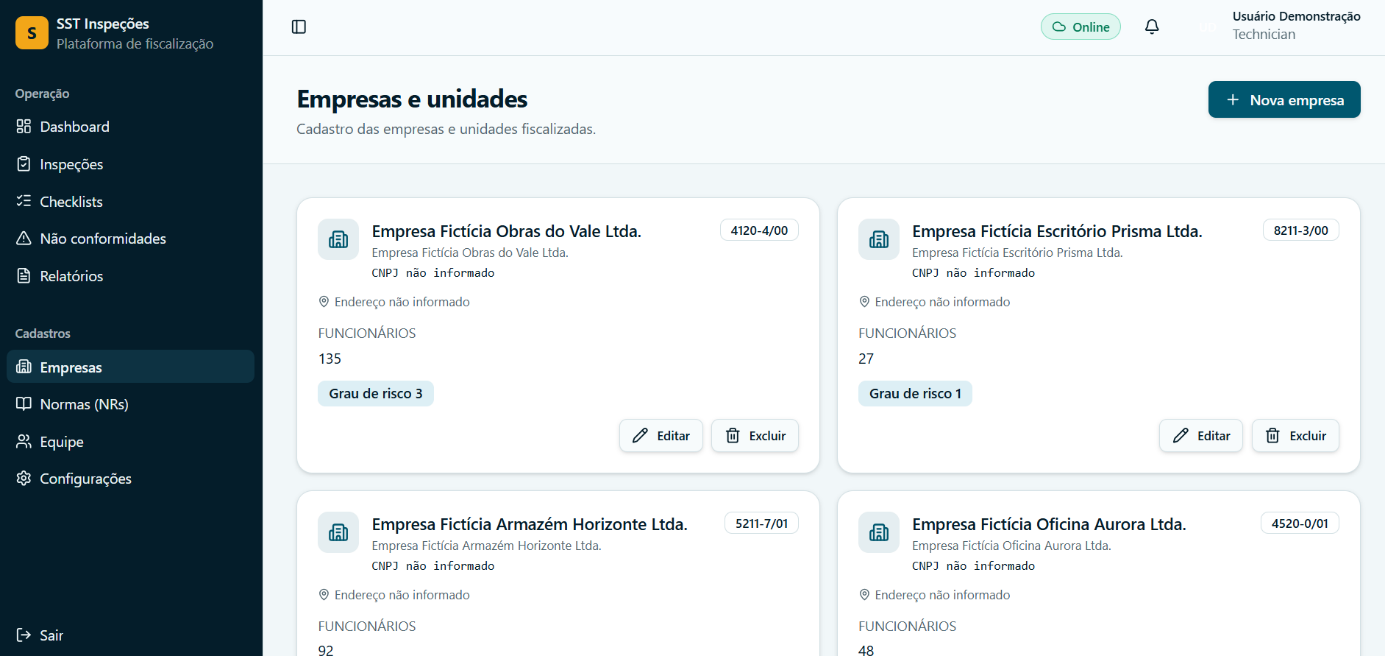 S
SST Inspeções
Plataforma de fiscalização
Operação
Dashboard
Inspeções
Checklists
Não conformidades
Relatórios
Cadastros
Empresas
Normas (NRs)
Equipe
Configurações
Sair
Online
Usuário Demonstração
Technician
Empresas e unidades
Cadastro das empresas e unidades fiscalizadas.
+ Nova empresa
Empresa Fictícia Obras do Vale Ltda.
4120-4/00
Empresa Fictícia Obras do Vale Ltda.
CNPJ não informado
Endereço não informado
FUNCIONÁRIOS
135
Grau de risco 3
Editar
Excluir
Empresa Fictícia Escritório Prisma Ltda.
8211-3/00
Empresa Fictícia Escritório Prisma Ltda.
CNPJ não informado
Endereço não informado
FUNCIONÁRIOS
27
Grau de risco 1
Editar
Excluir
Empresa Fictícia Armazém Horizonte Ltda.
5211-7/01
Empresa Fictícia Armazém Horizonte Ltda.
CNPJ não informado
Endereço não informado
FUNCIONÁRIOS
92
Empresa Fictícia Oficina Aurora Ltda.
4520-0/01
Empresa Fictícia Oficina Aurora Ltda.
CNPJ não informado
Endereço não informado
FUNCIONÁRIOS
48